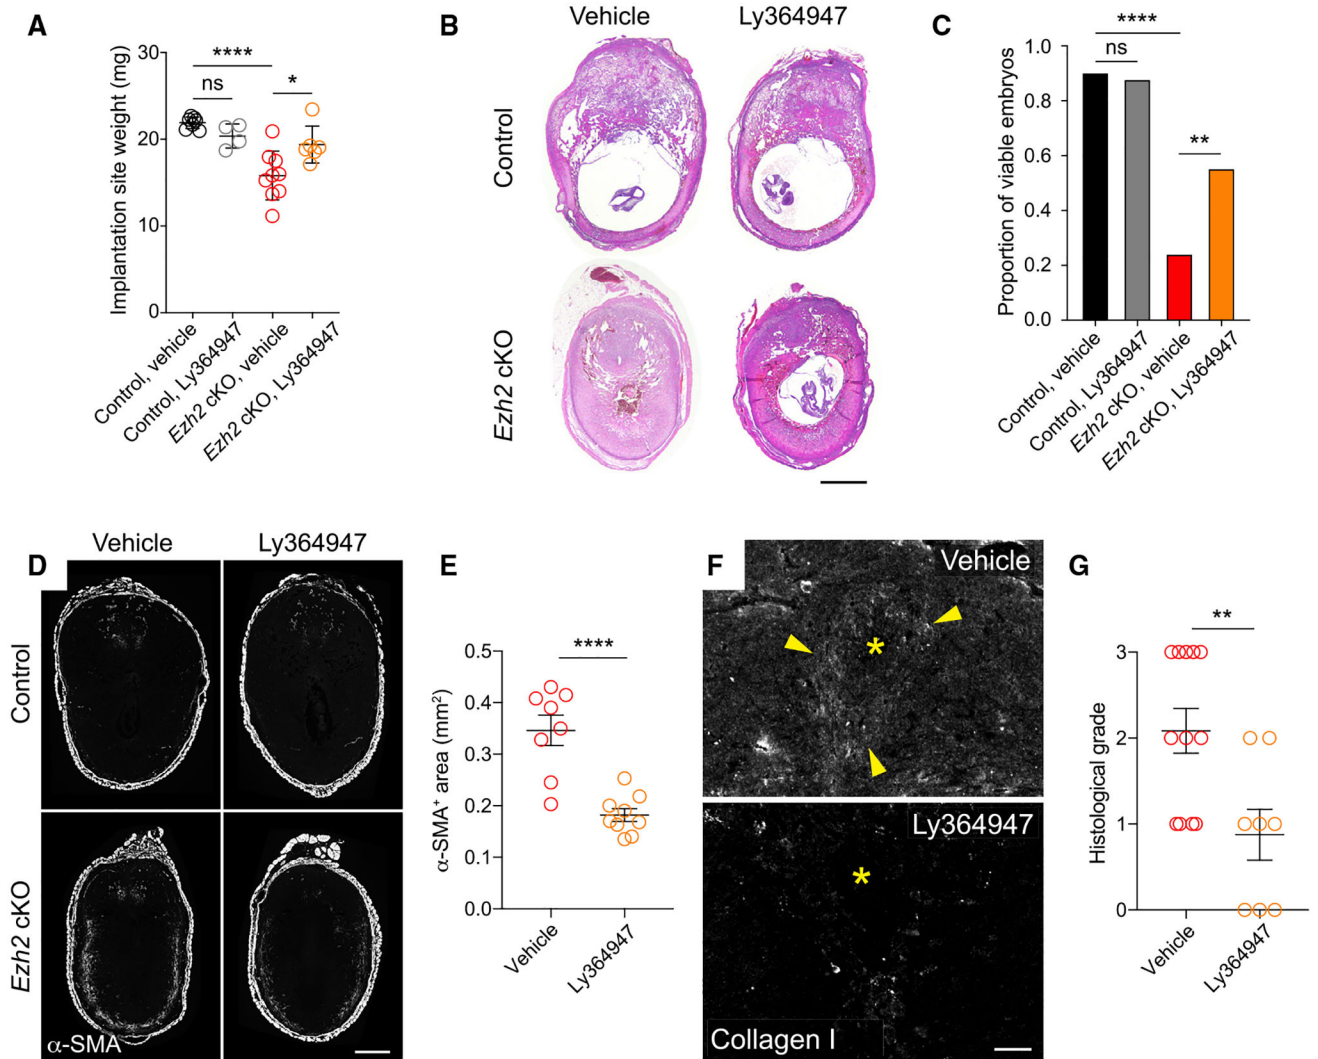 A
Implantation site weight (mg)
30
20
10
0
****
ns
*
Control, vehicle
Control, Ly364947
Ezh2 cKO, vehicle
Ezh2 cKO, Ly364947
B
Vehicle
Ly364947
Control
Ezh2 cKO
C
Proportion of viable embryos
1.0
0.8
0.6
0.4
0.2
0.0
****
ns
**
Control, vehicle
Control, Ly364947
Ezh2 cKO, vehicle
Ezh2 cKO, Ly364947
D
Vehicle
Ly364947
Control
Ezh2 cKO
α-SMA
E
α-SMA⁺ area (mm²)
0.5
0.4
0.3
0.2
0.1
0.0
****
Vehicle
Ly364947
F
Vehicle
*
Ly364947
*
Collagen I
G
Histological grade
3
2
1
0
**
Vehicle
Ly364947